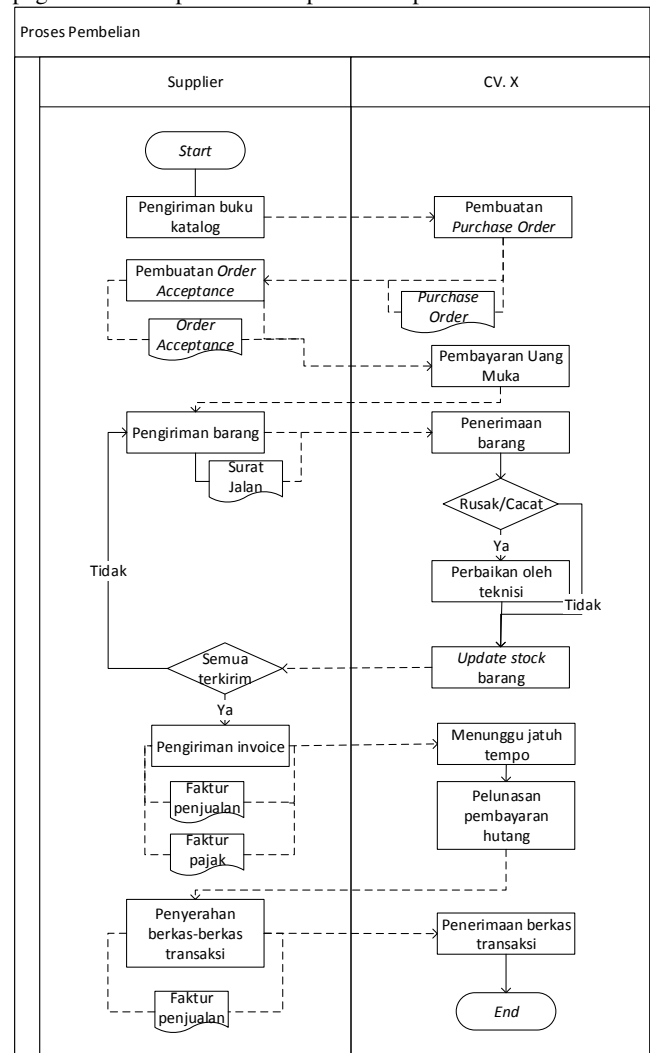 Proses Pembelian
Supplier
CV. X
Start
Pengiriman buku
katalog
Pembuatan
Purchase Order
Pembuatan Order
Acceptance
Purchase
Order
Order
Acceptance
Pembayaran Uang
Muka
Pengiriman barang
Penerimaan
barang
Surat
Jalan
Rusak/Cacat
Ya
Tidak
Perbaikan oleh
teknisi
Tidak
Semua
terkirim
Update stock
barang
Ya
Pengiriman invoice
Menunggu jatuh
tempo
Faktur
penjualan
Pelunasan
pembayaran
hutang
Faktur
pajak
Penyerahan
berkas-berkas
transaksi
Penerimaan berkas
transaksi
Faktur
penjualan
End